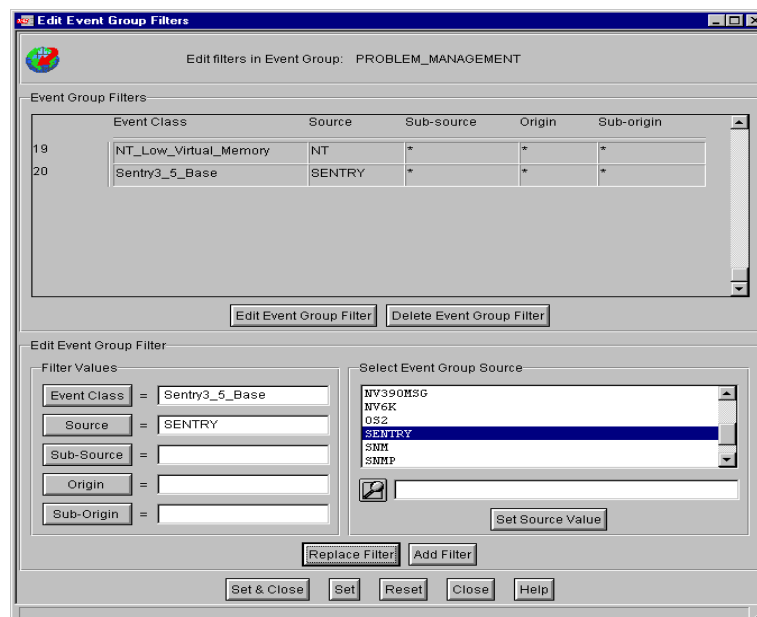 Edit Event Group Filters
Edit filters in Event Group: PROBLEM_MANAGEMENT
Event Group Filters
Event Class Source Sub-source Origin Sub-origin
19 NT_Low_Virtual_Memory NT * * *
20 Sentry3_5_Base SENTRY * * *
Edit Event Group Filter Delete Event Group Filter
Edit Event Group Filter
Filter Values
Event Class = Sentry3_5_Base
Source = SENTRY
Sub-Source =
Origin =
Sub-Origin =
Select Event Group Source
NV390MSG
NV6K
OS2
SENTRY
SNM
SNMP
Set Source Value
Replace Filter Add Filter
Set & Close Set Reset Close Help